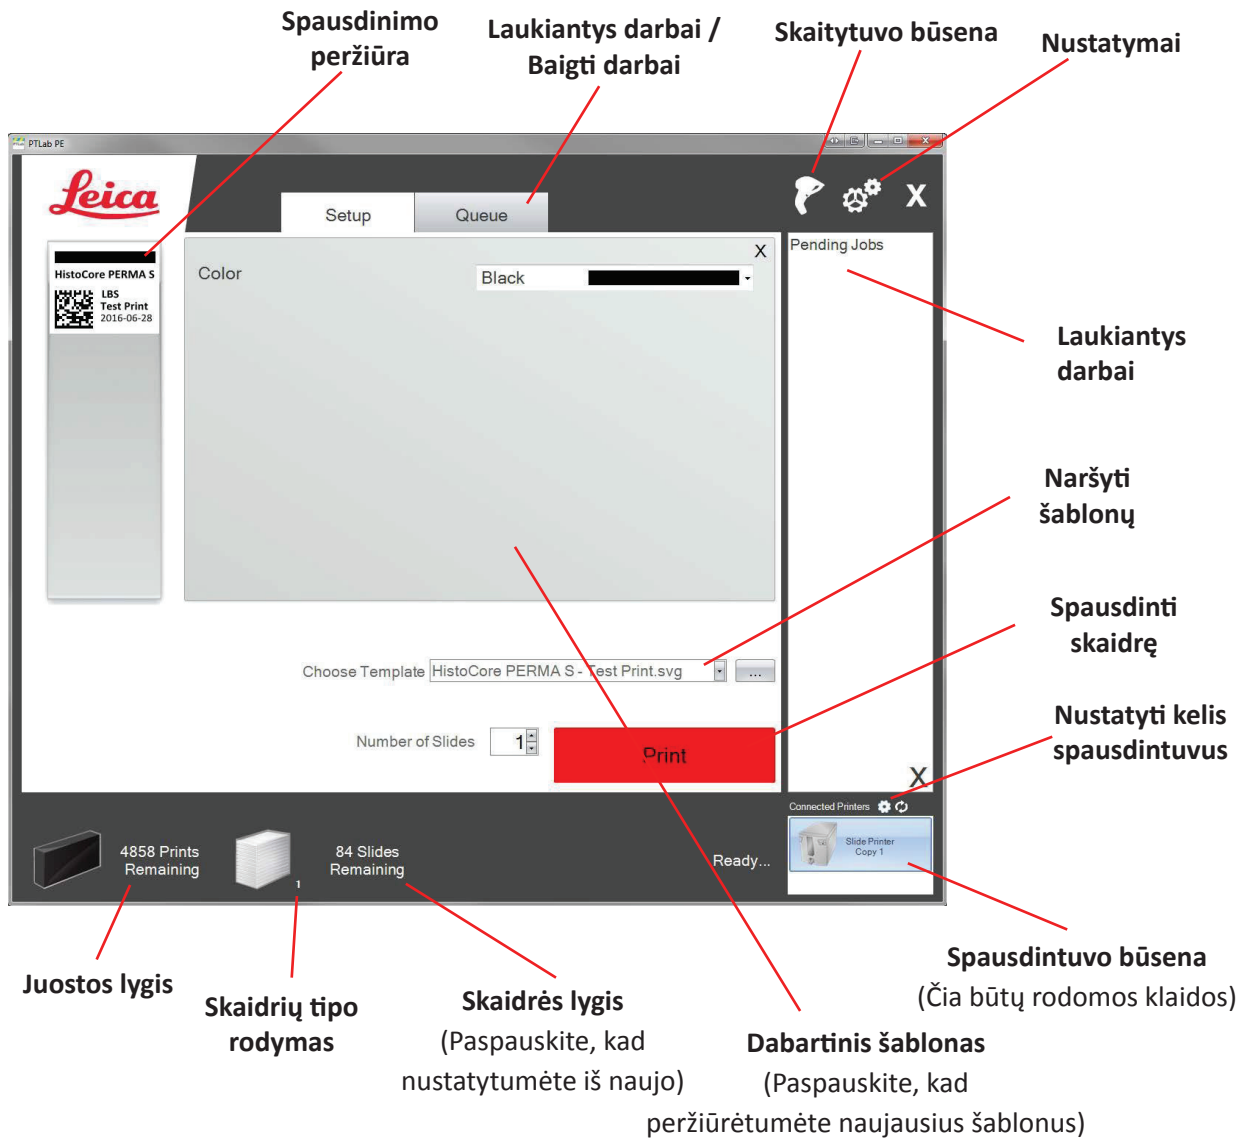 Spausdinimo
peržiūra
Laukiantys darbai /
Baigti darbai
Skaitytuvo būsena
Nustatymai
PTLab PE
Leica
Setup
Queue
X
HistoCore PERMA S
LBS
Test Print
2016-06-28
Color
Black
X
Pending Jobs
Laukiantys
darbai
Naršyti
šablonų
Spausdinti
skaidrę
Choose Template
HistoCore PERMA S - Test Print.svg
...
Number of Slides
1
Print
X
Nustatyti kelis
spausdintuvus
Connected Printers
4858 Prints
Remaining
1
84 Slides
Remaining
Ready...
Slide Printer
Copy 1
Juostos lygis
Skaidrių tipo
rodymas
Skaidrės lygis
(Paspauskite, kad
nustatytumėte iš naujo)
Dabartinis šablonas
(Paspauskite, kad
peržiūrėtumėte naujausius šablonus)
Spausdintuvo būsena
(Čia būtų rodomos klaidos)